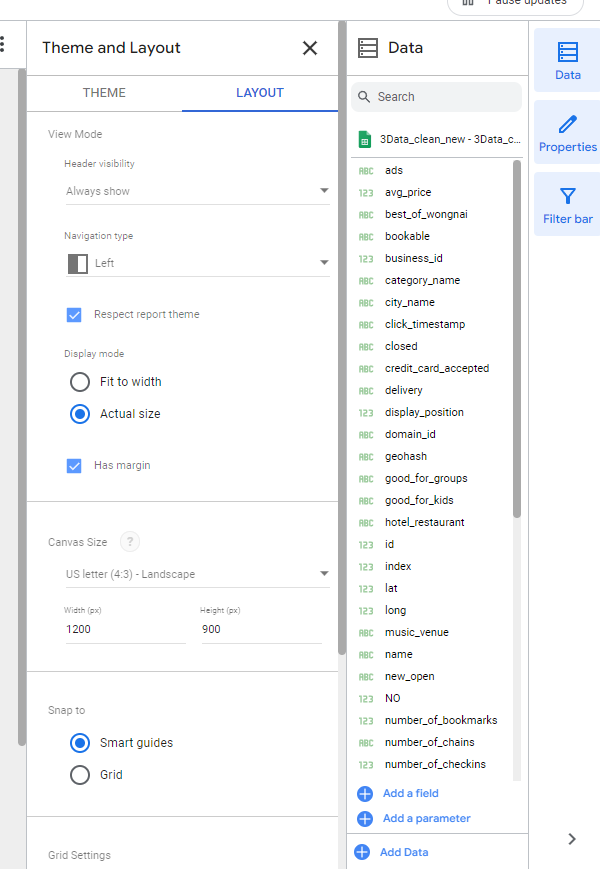 Pause updates
Theme and Layout
THEME
LAYOUT
View Mode
Header visibility
Always show
Navigation type
Left
Respect report theme
Display mode
Fit to width
Actual size
Has margin
Canvas Size
?
US letter (4:3) - Landscape
Width (px)
Height (px)
1200
900
Snap to
Smart guides
Grid
Grid Settings
Data
Search
3Data_clean_new - 3Data_c...
ABC ads
123 avg_price
ABC best_of_wongnai
ABC bookable
123 business_id
ABC category_name
ABC city_name
ABC click_timestamp
ABC closed
ABC credit_card_accepted
ABC delivery
123 display_position
ABC domain_id
ABC geohash
ABC good_for_groups
ABC good_for_kids
ABC hotel_restaurant
123 id
123 index
123 lat
123 long
ABC music_venue
ABC name
ABC new_open
123 NO
123 number_of_bookmarks
ABC number_of_chains
123 number_of_checkins
Add a field
Add a parameter
Add Data
Data
Properties
Filter bar